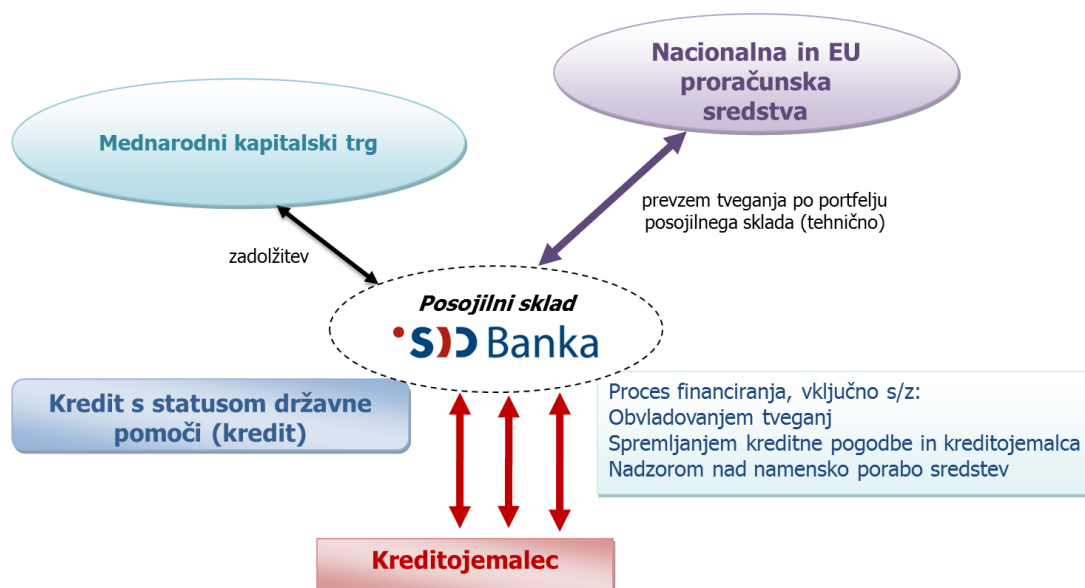 Nacionalna in EU
proračunska
sredstva
Mednarodni kapitalski trg
prevzem tveganja po portfelju
posojilnega sklada (tehnično)
zadolžitev
Posojilni sklad
SID Banka
Kredit s statusom državne
pomoči (kredit)
Proces financiranja, vključno s/z:
Obvladovanjem tveganj
Spremljanjem kreditne pogodbe in kreditojemalca
Nadzorom nad namensko porabo sredstev
Kreditojemalec